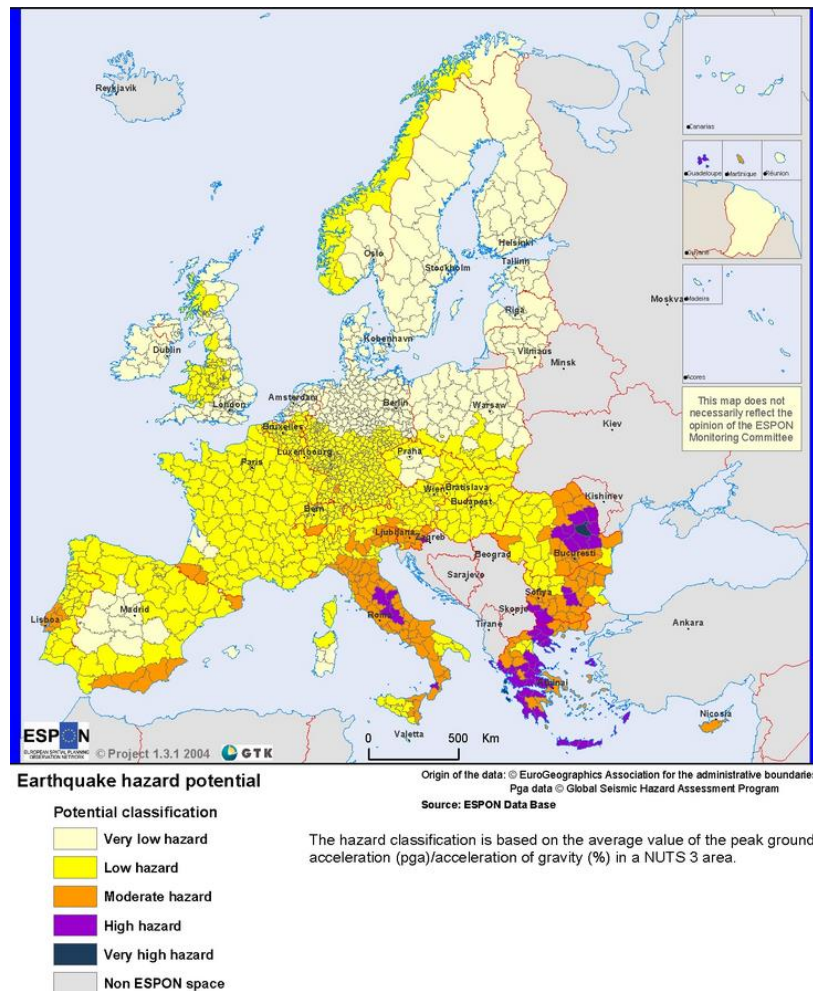 Reykjavik
Canarias
Guadeloupe
Martinique
Réunion
Guyane
Madeira
Acores
This map does not
necessarily reflect the
opinion of the ESPON
Monitoring Committee
Oslo
Helsinki
Stockholm
Tallinn
Riga
Moskva
Vilniaus
Minsk
Kobenhavn
Dublin
London
Amsterdam
Berlin
Warsaw
Bruxelles
Luxembourg
Praha
Kiev
Paris
Wien
Bratislava
Budapest
Kishinev
Bern
Ljubljana
Zagreb
Beograd
Bucuresti
Sarajevo
Sofiya
Skopje
Tirane
Roma
Madrid
Lisboa
Ankara
Athinai
Nicosia
Valetta
ESPON
EUROPEAN SPATIAL PLANNING
OBSERVATION NETWORK
© Project 1.3.1 2004
GTK
0 500 Km
Earthquake hazard potential
Origin of the data: © EuroGeographics Association for the administrative boundaries
Pga data © Global Seismic Hazard Assessment Program
Source: ESPON Data Base
Potential classification
Very low hazard
Low hazard
Moderate hazard
High hazard
Very high hazard
Non ESPON space
The hazard classification is based on the average value of the peak ground
acceleration (pga)/acceleration of gravity (%) in a NUTS 3 area.